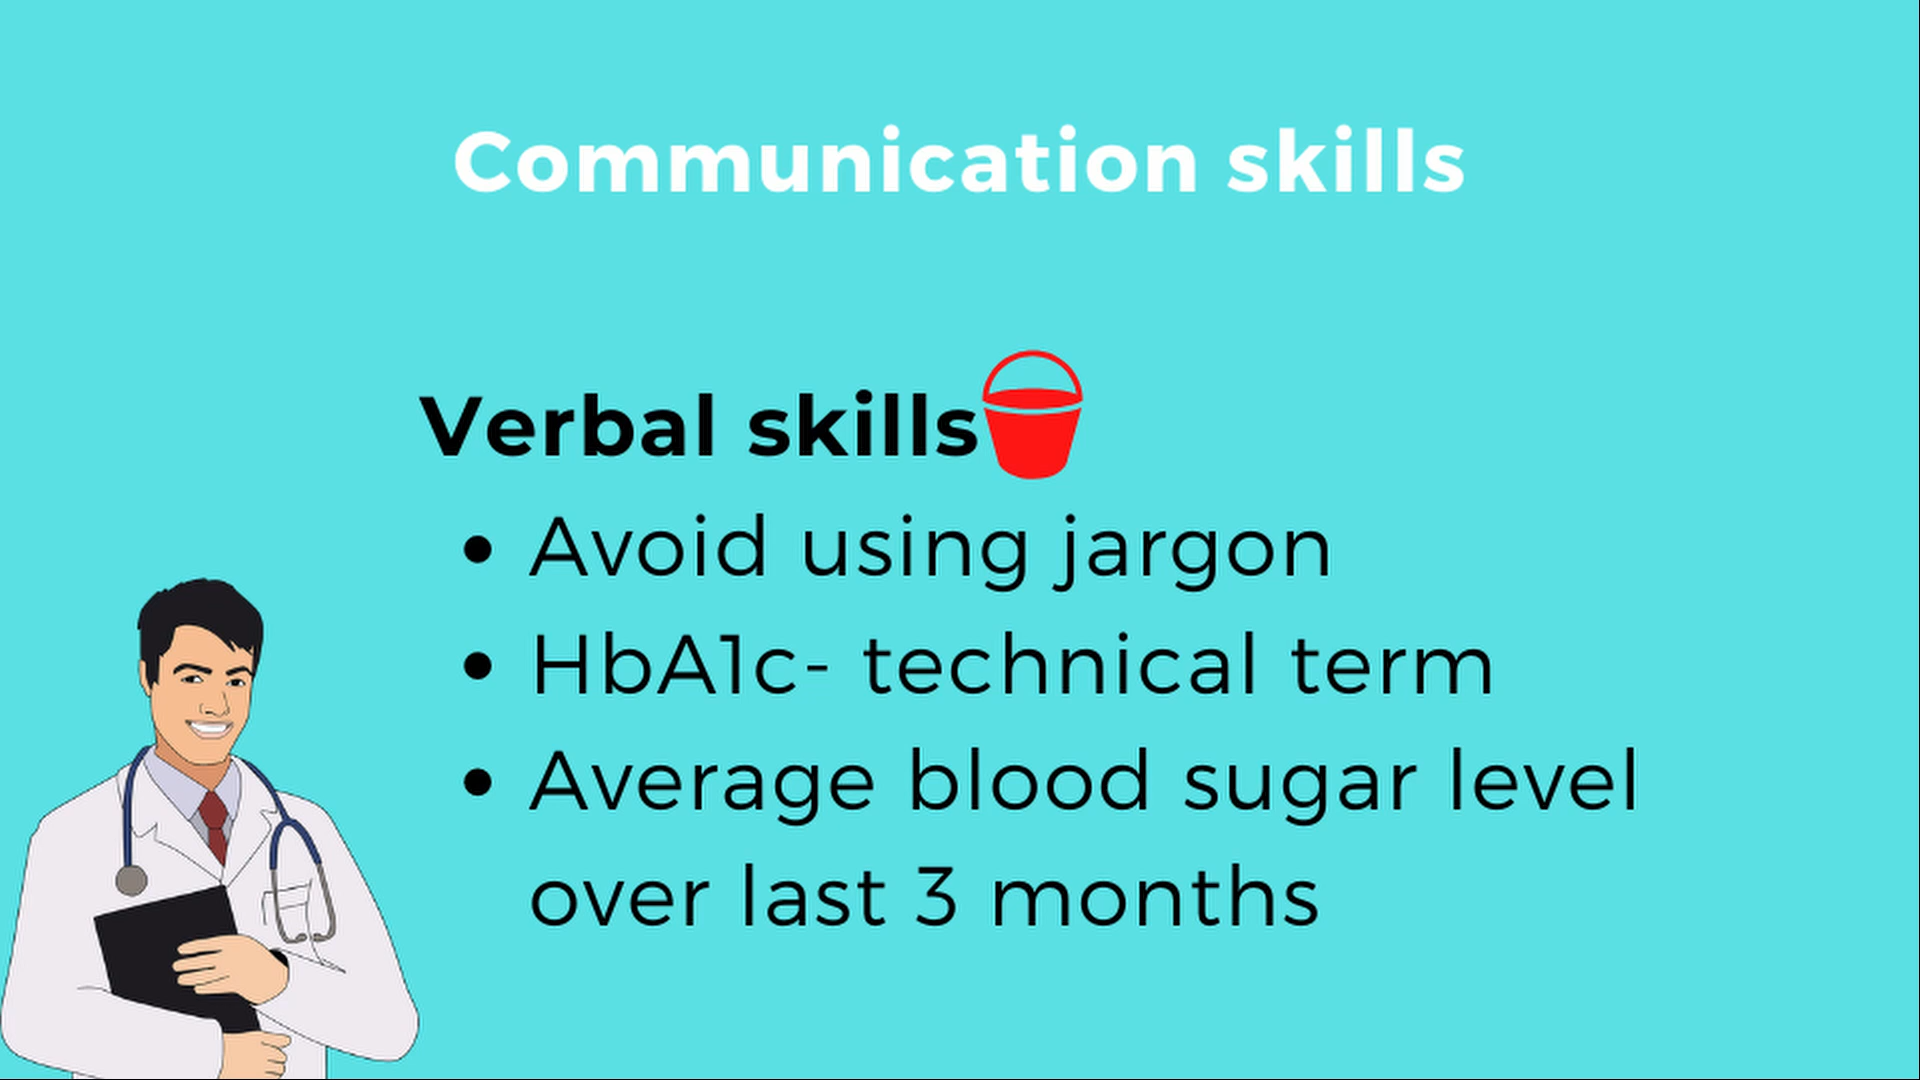 Communication skills
Verbal skills
• Avoid using jargon
• HbA1c- technical term
• Average blood sugar level
over last 3 months